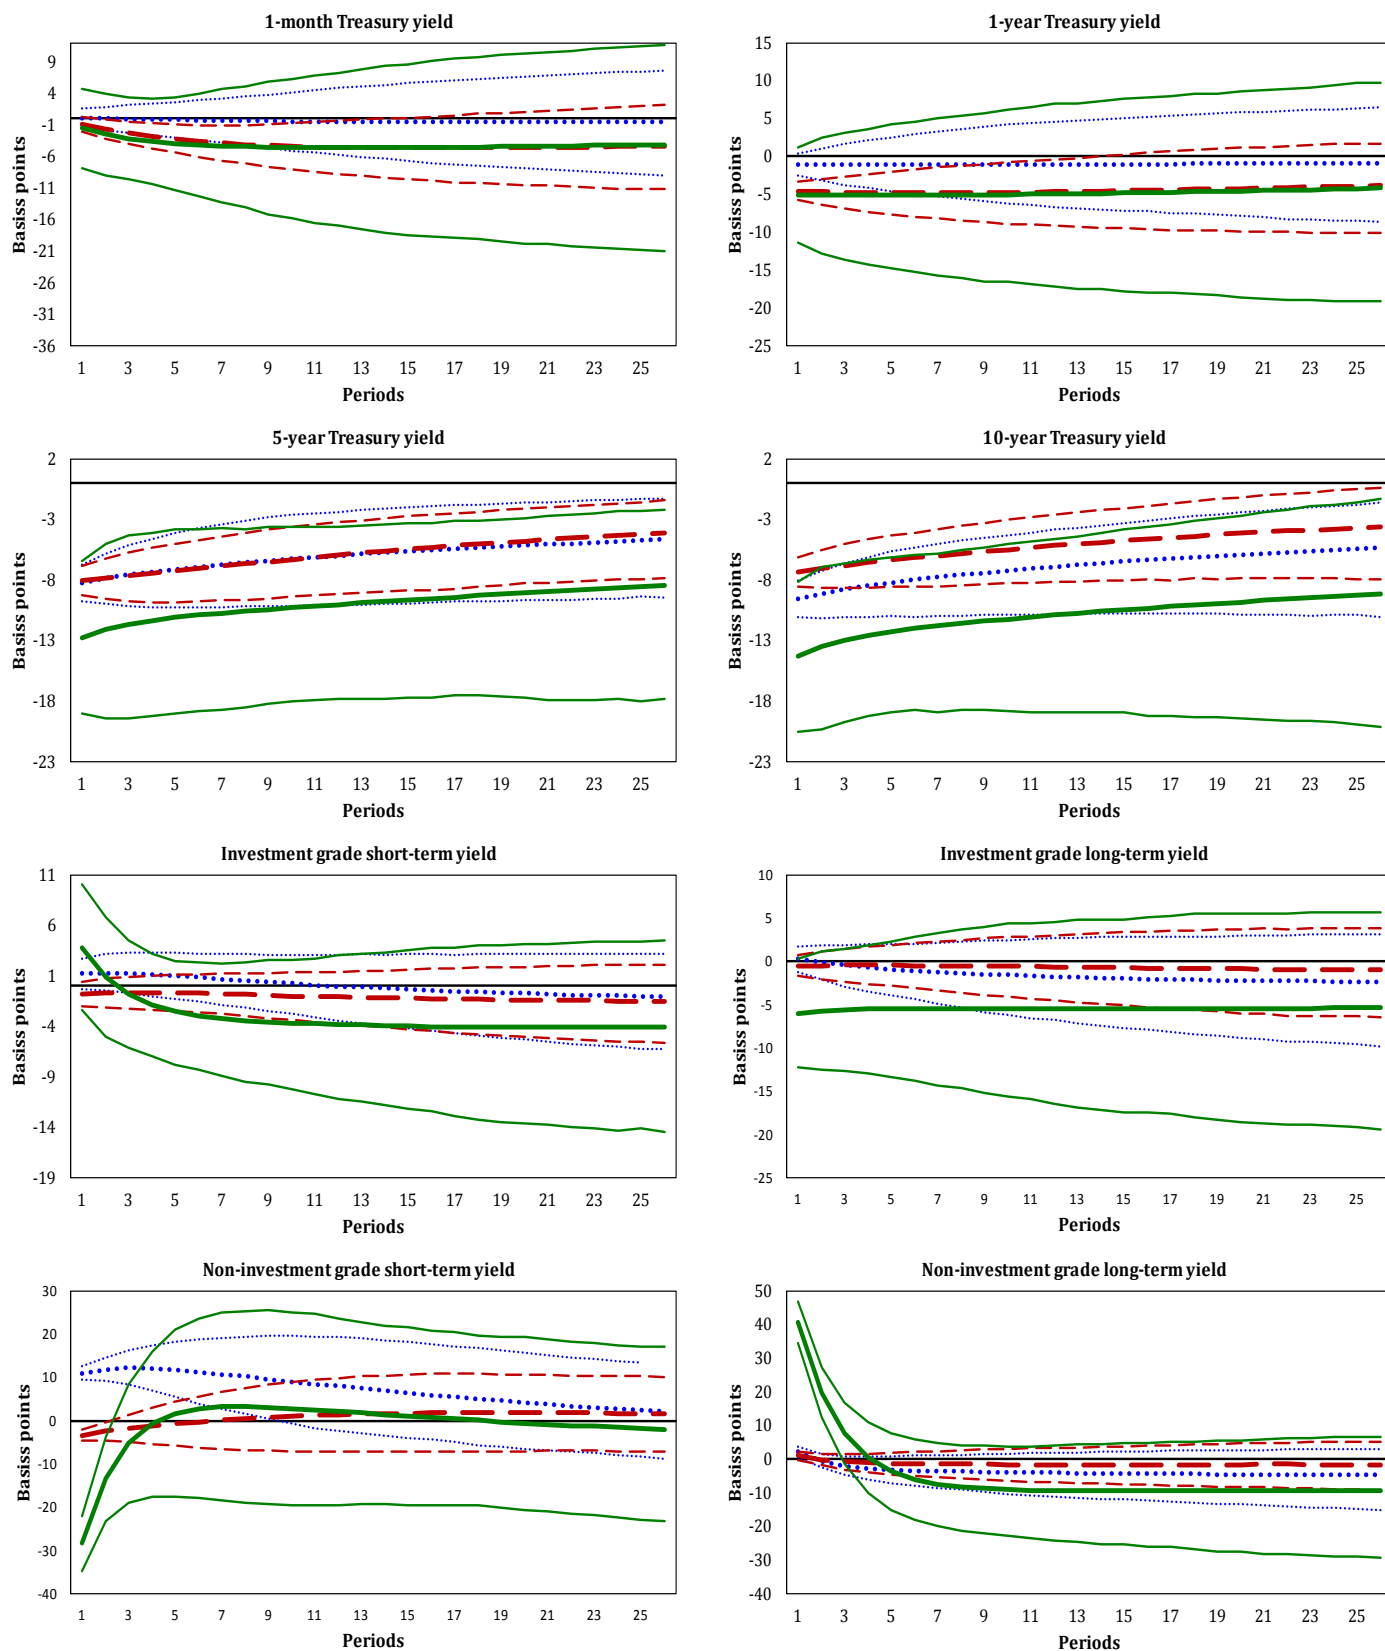 1-month Treasury yield
Basiss points
9
4
-1
-6
-11
-16
-21
-26
-31
-36
1 3 5 7 9 11 13 15 17 19 21 23 25
Periods
1-year Treasury yield
Basiss points
15
10
5
0
-5
-10
-15
-20
-25
1 3 5 7 9 11 13 15 17 19 21 23 25
Periods
5-year Treasury yield
Basiss points
2
-3
-8
-13
-18
-23
1 3 5 7 9 11 13 15 17 19 21 23 25
Periods
10-year Treasury yield
Basiss points
2
-3
-8
-13
-18
-23
1 3 5 7 9 11 13 15 17 19 21 23 25
Periods
Investment grade short-term yield
Basiss points
11
6
1
-4
-9
-14
-19
1 3 5 7 9 11 13 15 17 19 21 23 25
Periods
Investment grade long-term yield
Basiss points
10
5
0
-5
-10
-15
-20
-25
1 3 5 7 9 11 13 15 17 19 21 23 25
Periods
Non-investment grade short-term yield
Basiss points
30
20
10
0
-10
-20
-30
-40
1 3 5 7 9 11 13 15 17 19 21 23 25
Periods
Non-investment grade long-term yield
Basiss points
50
40
30
20
10
0
-10
-20
-30
-40
1 3 5 7 9 11 13 15 17 19 21 23 25
Periods